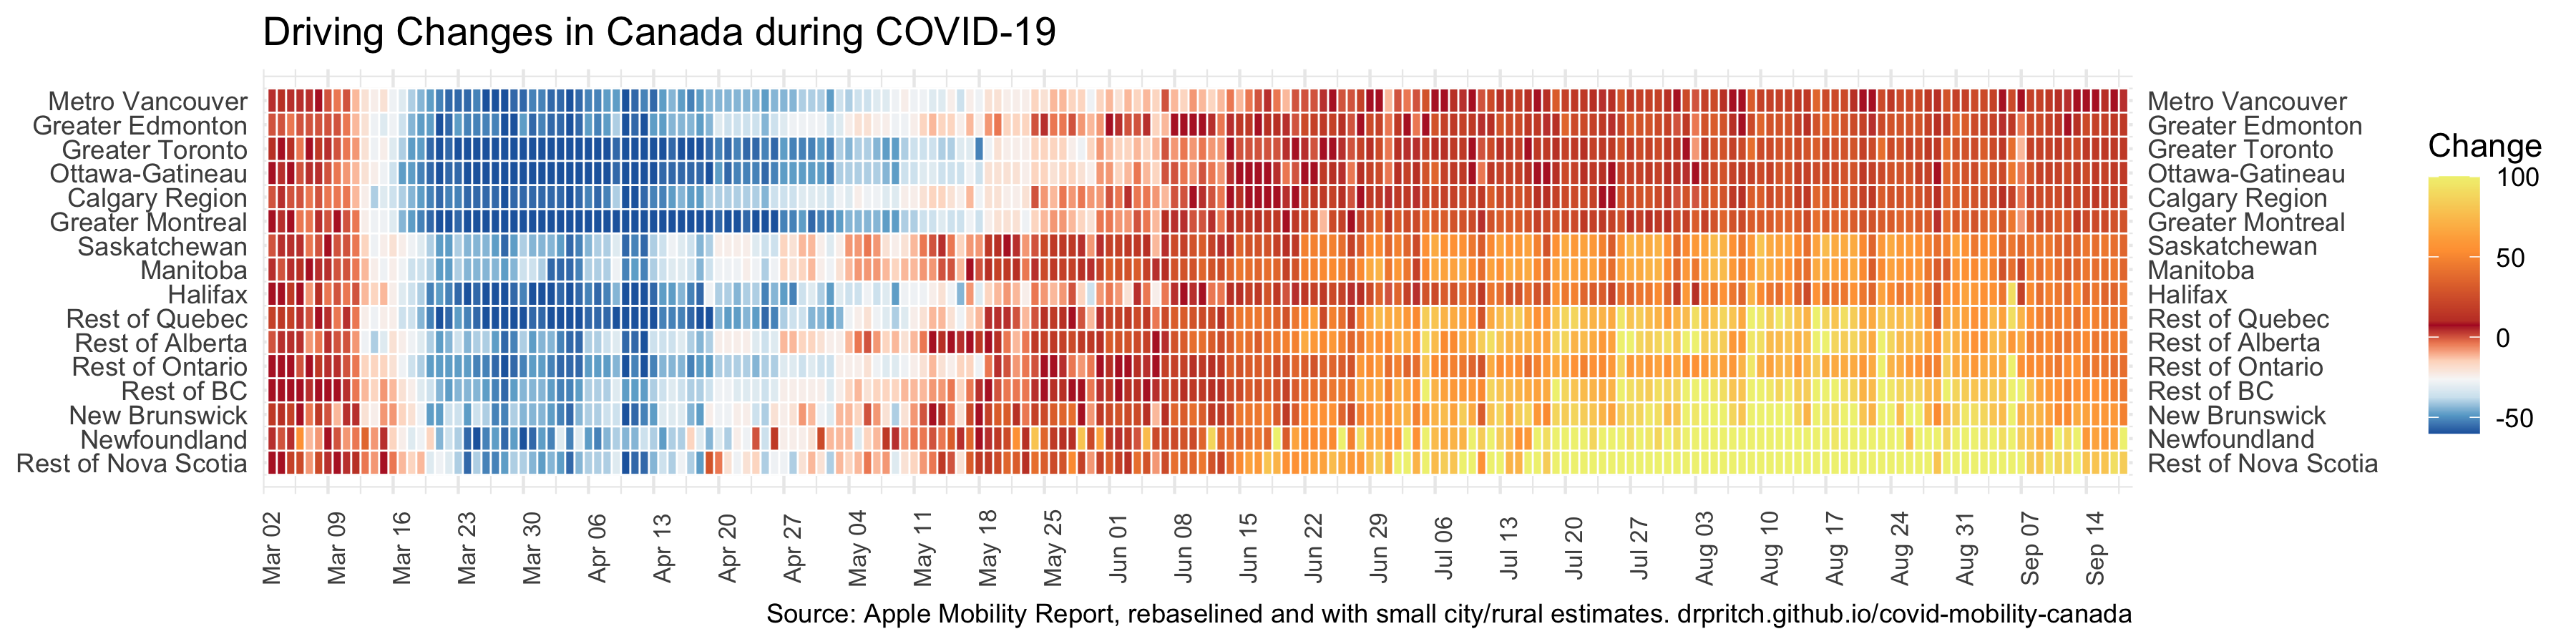 Driving Changes in Canada during COVID-19
Metro Vancouver
Greater Edmonton
Greater Toronto
Ottawa-Gatineau
Calgary Region
Greater Montreal
Saskatchewan
Manitoba
Halifax
Rest of Quebec
Rest of Alberta
Rest of Ontario
Rest of BC
New Brunswick
Newfoundland
Rest of Nova Scotia
Metro Vancouver
Greater Edmonton
Greater Toronto
Ottawa-Gatineau
Calgary Region
Greater Montreal
Saskatchewan
Manitoba
Halifax
Rest of Quebec
Rest of Alberta
Rest of Ontario
Rest of BC
New Brunswick
Newfoundland
Rest of Nova Scotia
Change
100
50
0
-50
Mar 02
Mar 09
Mar 16
Mar 23
Mar 30
Apr 06
Apr 13
Apr 20
Apr 27
May 04
May 11
May 18
May 25
Jun 01
Jun 08
Jun 15
Jun 22
Jun 29
Jul 06
Jul 13
Jul 20
Jul 27
Aug 03
Aug 10
Aug 17
Aug 24
Aug 31
Sep 07
Sep 14
Source: Apple Mobility Report, rebaselined and with small city/rural estimates. drpritch.github.io/covid-mobility-canada